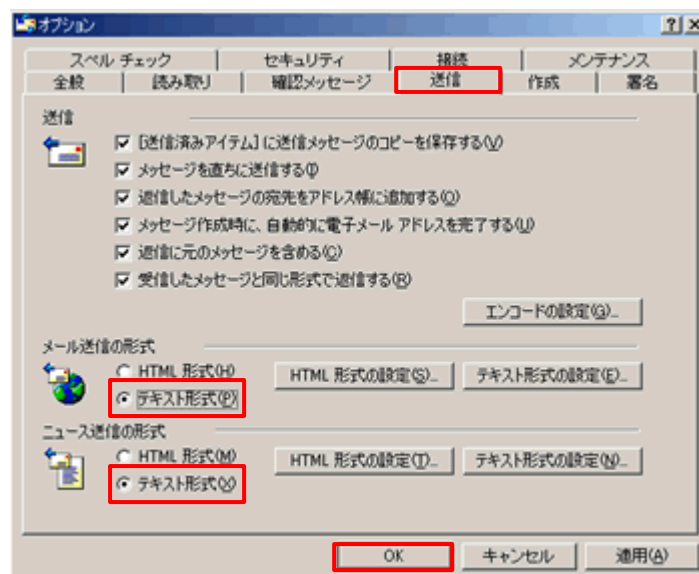 オプション
スペル チェック セキュリティ 接続 メンテナンス
全般 読み取り 確認メッセージ 送信 作成 署名
送信
[送信済みアイテム] に送信メッセージのコピーを保存する(V)
メッセージを直ちに送信する(I)
返信したメッセージの宛先をアドレス帳に追加する(O)
メッセージ作成時に、自動的に電子メール アドレスを完了する(U)
返信に元のメッセージを含める(C)
受信したメッセージと同じ形式で返信する(R)
エンコードの設定(G)...
メール送信の形式
HTML 形式(H) HTML 形式の設定(S)... テキスト形式の設定(E)...
テキスト形式(P)
ニュース送信の形式
HTML 形式(M) HTML 形式の設定(T)... テキスト形式の設定(N)...
テキスト形式(X)
OK キャンセル 適用(A)